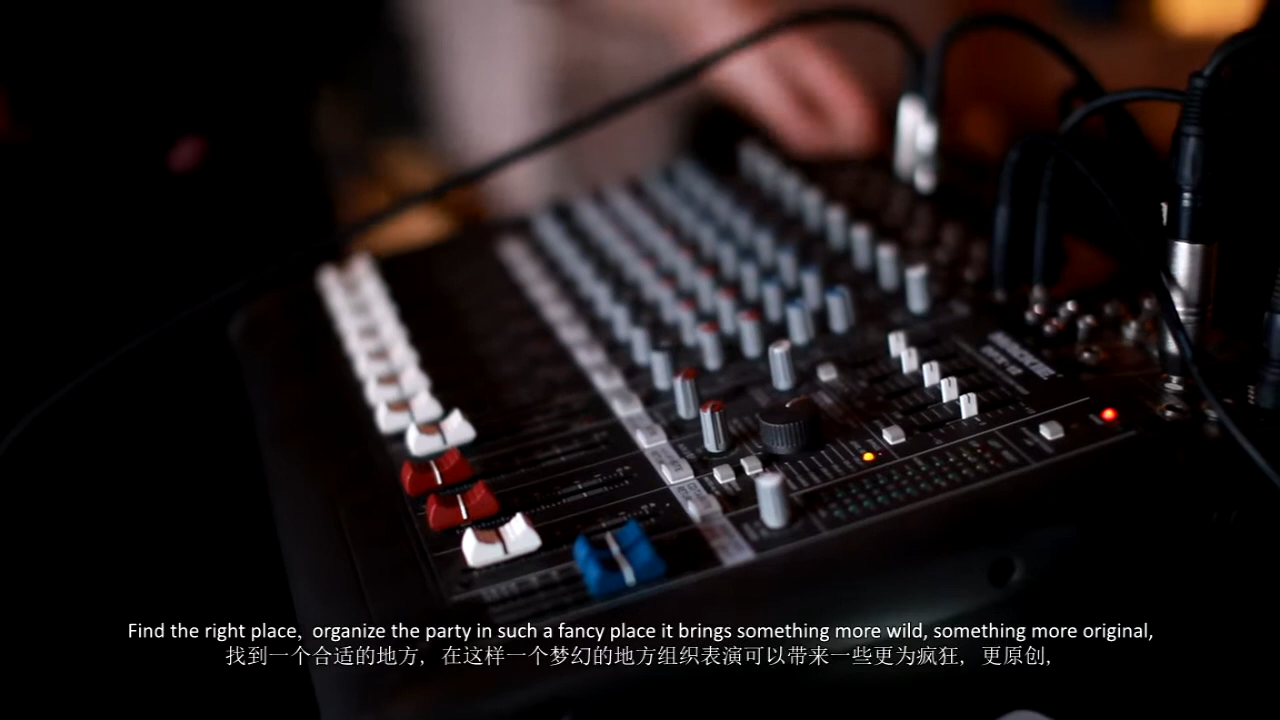 Find the right place, organize the party in such a fancy place it brings something more wild, something more original,
找到一个合适的地方, 在这样一个梦幻的地方组织表演可以带来一些更为疯狂, 更原创,